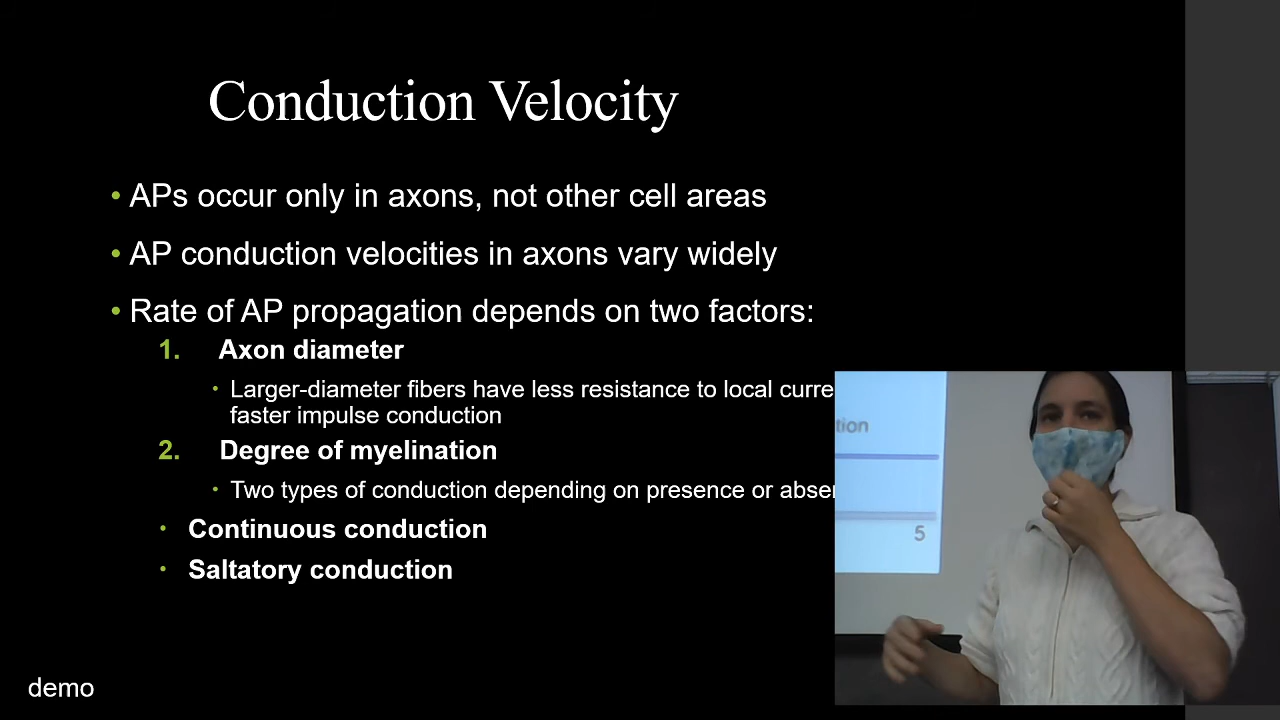 Conduction Velocity
• APs occur only in axons, not other cell areas
• AP conduction velocities in axons vary widely
• Rate of AP propagation depends on two factors:
1. Axon diameter
• Larger-diameter fibers have less resistance to local
faster impulse conduction
2. Degree of myelination
• Two types of conduction depending on presence or
• Continuous conduction
• Saltatory conduction
5
demo